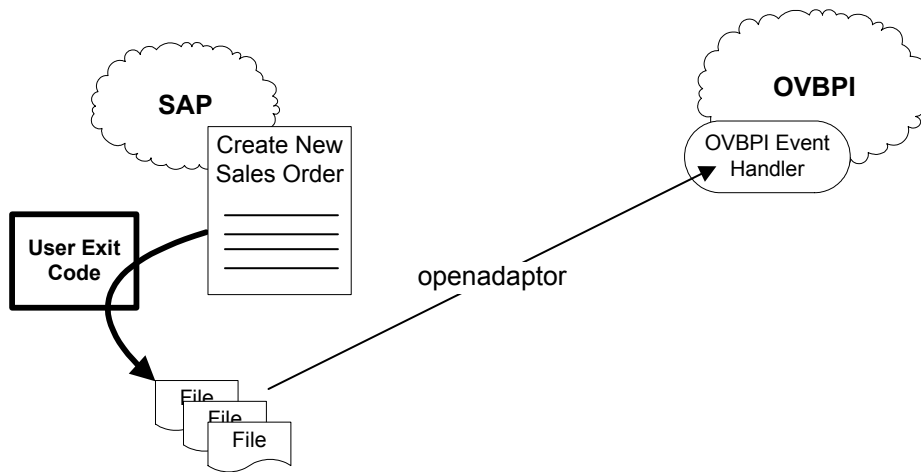 SAP
OVBPI
Create New
Sales Order
OVBPI Event
Handler
User Exit
Code
openadaptor
File
File
File